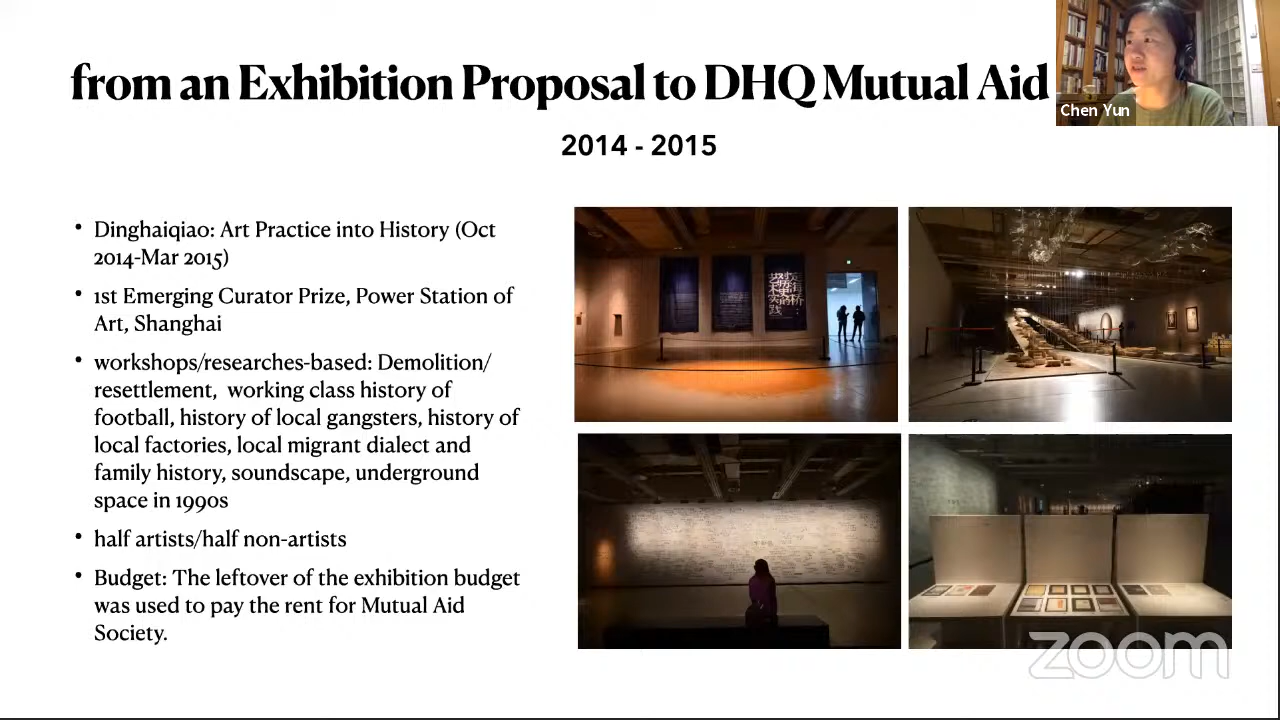 from an Exhibition Proposal to DHQ Mutual Aid
Chen Yun
2014 - 2015
• Dinghaiqiao: Art Practice into History (Oct
2014-Mar 2015)
• 1st Emerging Curator Prize, Power Station of
Art, Shanghai
• workshops/researches-based: Demolition/
resettlement, working class history of
football, history of local gangsters, history of
local factories, local migrant dialect and
family history, soundscape, underground
space in 1990s
• half artists/half non-artists
• Budget: The leftover of the exhibition budget
was used to pay the rent for Mutual Aid
Society.
zoom